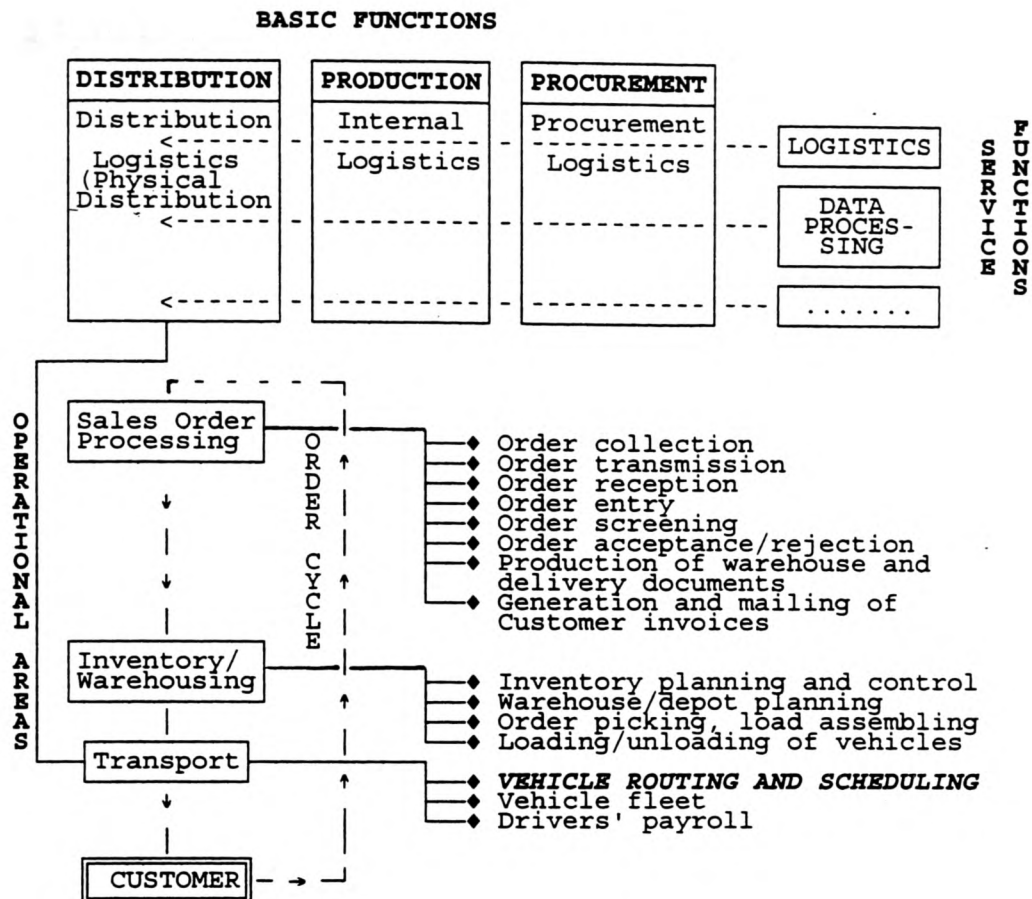 BASIC FUNCTIONS
DISTRIBUTION
Distribution
Logistics
(Physical
Distribution
PRODUCTION
Internal
Logistics
PROCUREMENT
Procurement
Logistics
LOGISTICS
DATA
PROCES-
SING
.......
SERVICE
FUNCTIONS
OPERATIONAL AREAS
Sales Order
Processing
ORDER CYCLE
Order collection
Order transmission
Order reception
Order entry
Order screening
Order acceptance/rejection
Production of warehouse and
delivery documents
Generation and mailing of
Customer invoices
Inventory/
Warehousing
Inventory planning and control
Warehouse/depot planning
Order picking, load assembling
Loading/unloading of vehicles
Transport
VEHICLE ROUTING AND SCHEDULING
Vehicle fleet
Drivers' payroll
CUSTOMER